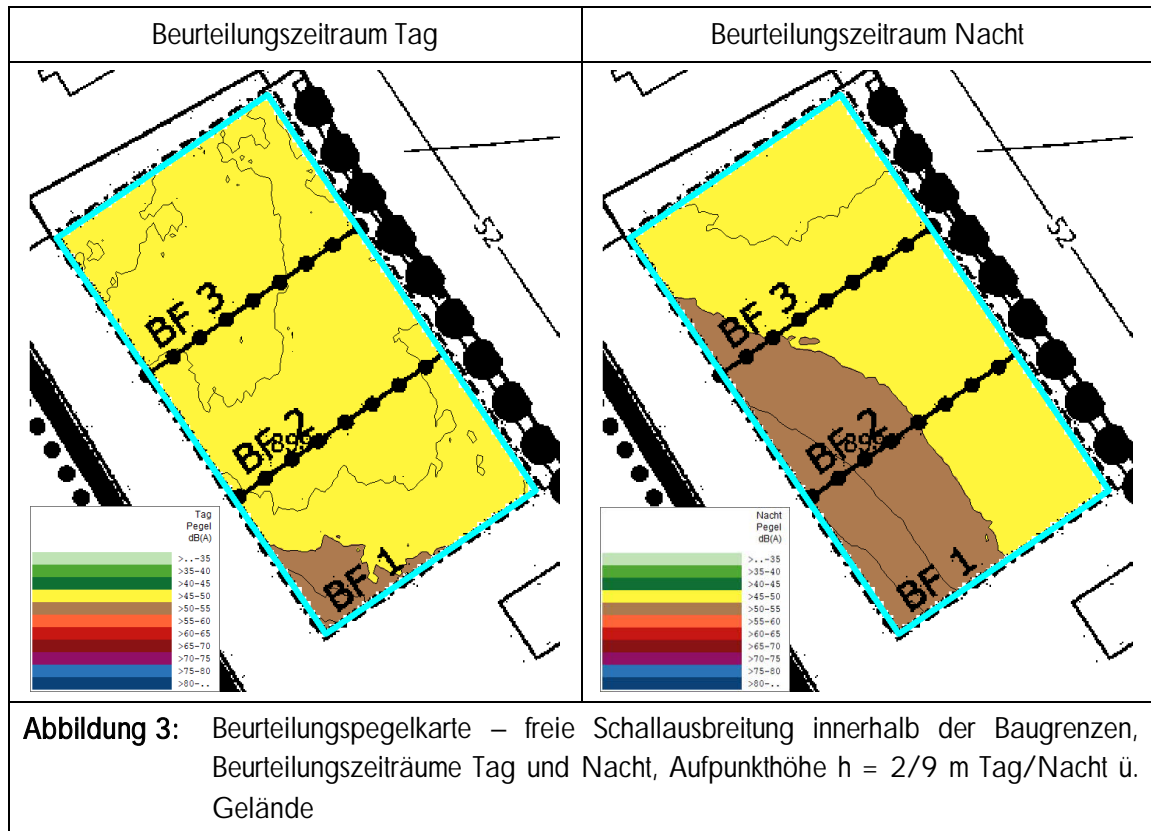 Beurteilungszeitraum Tag
Beurteilungszeitraum Nacht
BF 3
BF 2
899
BF 1
52
Tag
Pegel
dB(A)
>..-35
>35-40
>40-45
>45-50
>50-55
>55-60
>60-65
>65-70
>70-75
>75-80
>80-..
BF 3
BF 2
899
BF 1
52
Nacht
Pegel
dB(A)
>..-35
>35-40
>40-45
>45-50
>50-55
>55-60
>60-65
>65-70
>70-75
>75-80
>80-..
Abbildung 3: Beurteilungspegelkarte – freie Schallausbreitung innerhalb der Baugrenzen,
Beurteilungszeiträume Tag und Nacht, Aufpunkthöhe h = 2/9 m Tag/Nacht ü.
Gelände